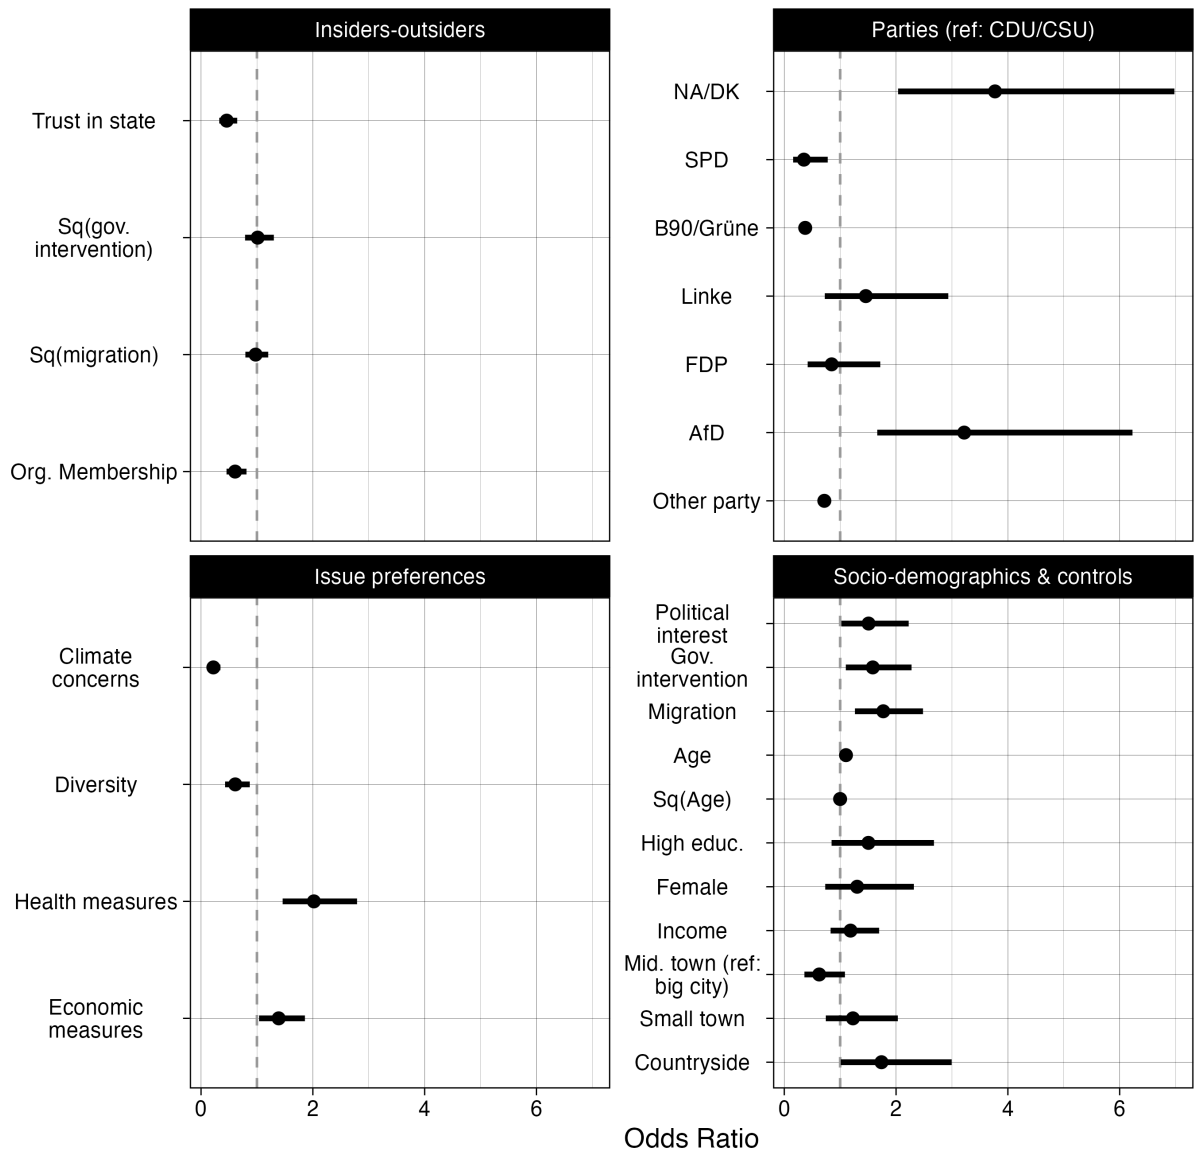 Insiders-outsiders
Trust in state
Sq(gov.
intervention)
Sq(migration)
Org. Membership
Parties (ref: CDU/CSU)
NA/DK
SPD
B90/Grüne
Linke
FDP
AfD
Other party
Issue preferences
Climate
concerns
Diversity
Health measures
Economic
measures
0 2 4 6
Socio-demographics & controls
Political
interest
Gov.
intervention
Migration
Age
Sq(Age)
High educ.
Female
Income
Mid. town (ref:
big city)
Small town
Countryside
0 2 4 6
Odds Ratio